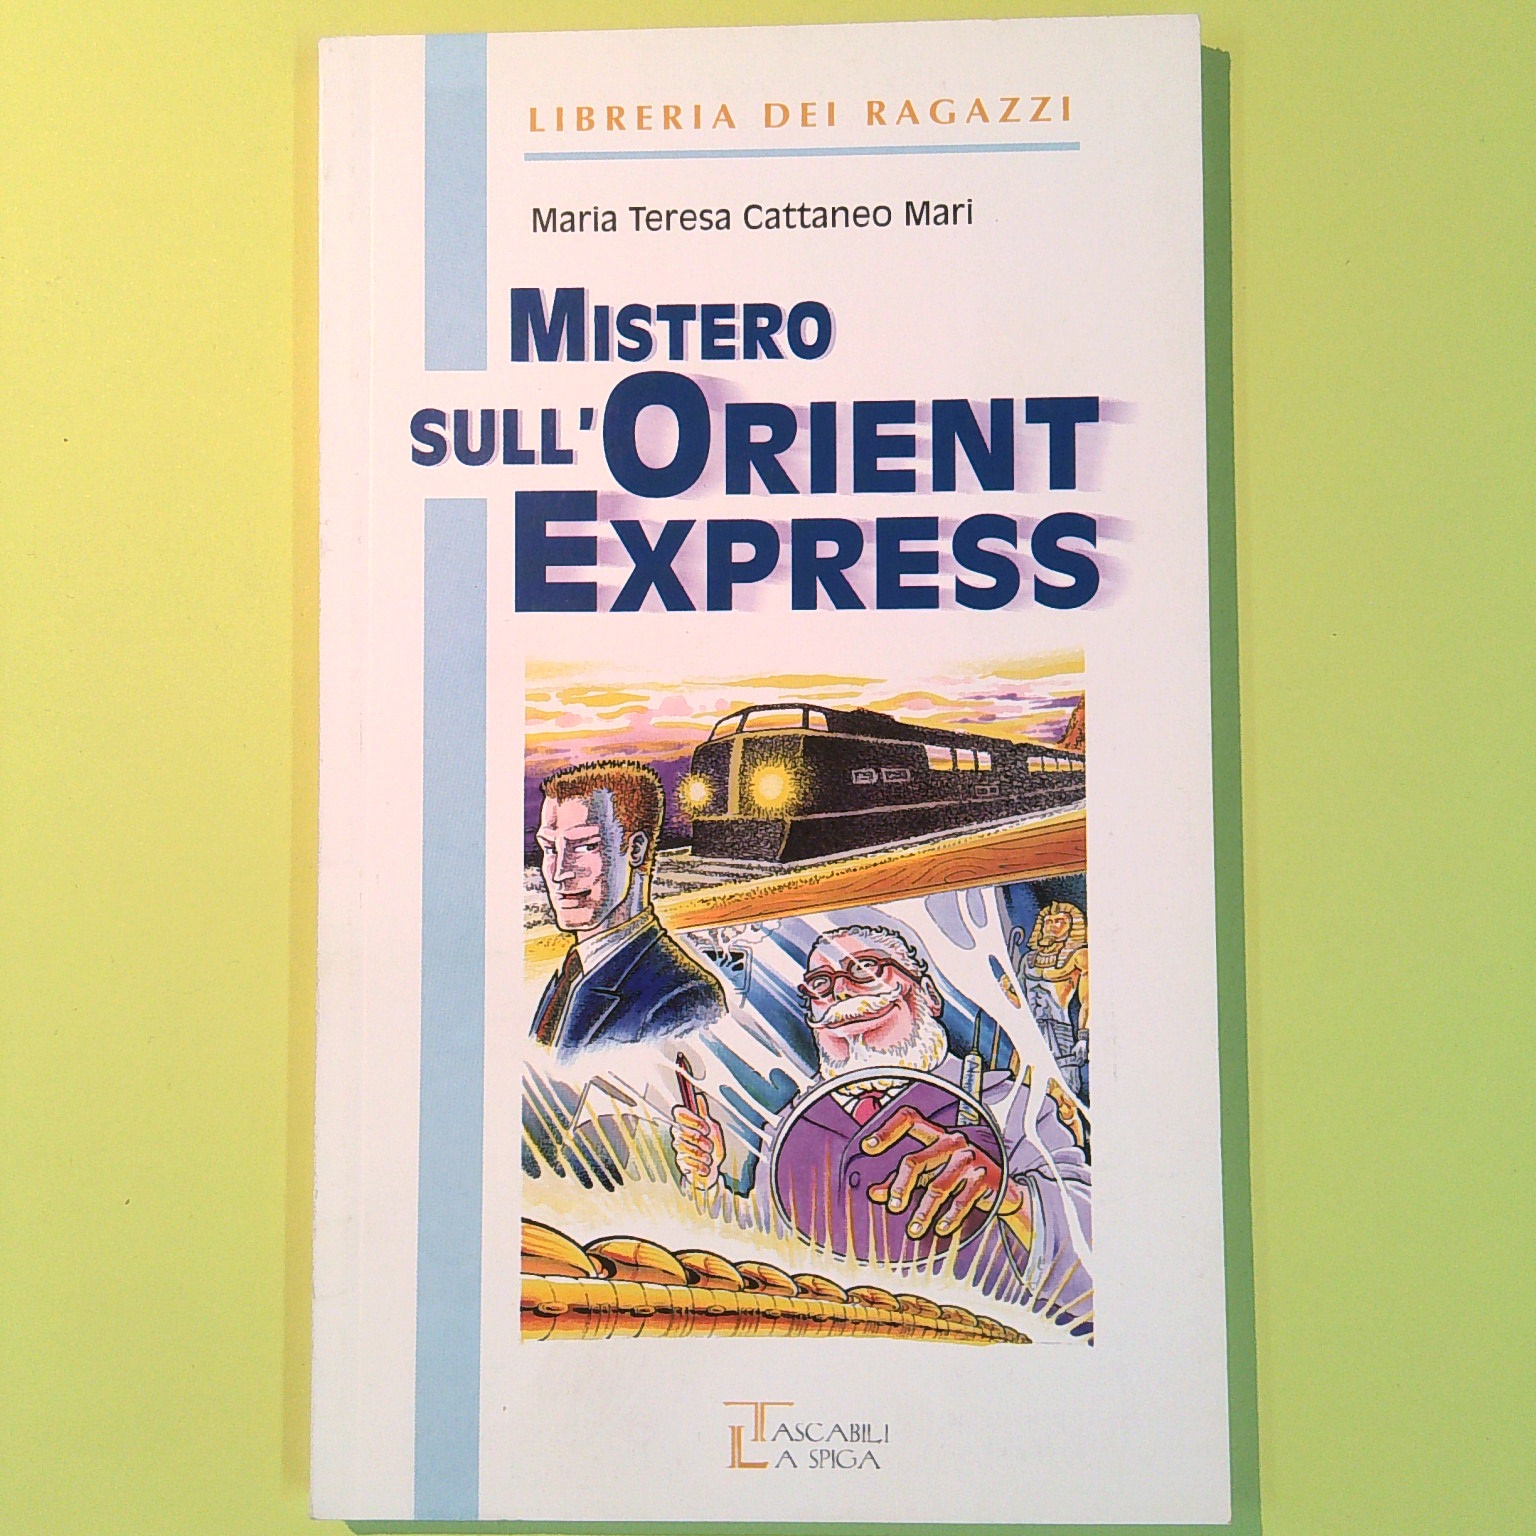 LIBRERIA DEI RAGAZZI
Maria Teresa Cattaneo Mari
MISTERO
SULL'ORIENT
EXPRESS
TASCABILI
LA SPIGA